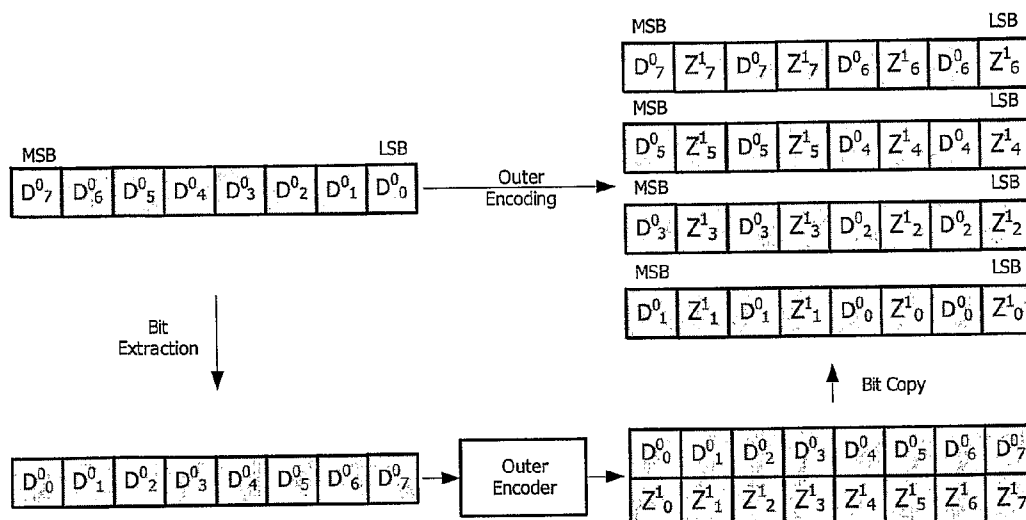 MSB LSB
D⁰₇ Z¹₇ D⁰₇ Z¹₇ D⁰₆ Z¹₆ D⁰₆ Z¹₆
MSB LSB
D⁰₅ Z¹₅ D⁰₅ Z¹₅ D⁰₄ Z¹₄ D⁰₄ Z¹₄
MSB LSB
D⁰₇ D⁰₆ D⁰₅ D⁰₄ D⁰₃ D⁰₂ D⁰₁ D⁰₀
Outer
Encoding
MSB LSB
D⁰₃ Z¹₃ D⁰₃ Z¹₃ D⁰₂ Z¹₂ D⁰₂ Z¹₂
MSB LSB
D⁰₁ Z¹₁ D⁰₁ Z¹₁ D⁰₀ Z¹₀ D⁰₀ Z¹₀
Bit
Extraction
Bit Copy
D⁰₀ D⁰₁ D⁰₂ D⁰₃ D⁰₄ D⁰₅ D⁰₆ D⁰₇
Outer
Encoder
D⁰₀ D⁰₁ D⁰₂ D⁰₃ D⁰₄ D⁰₅ D⁰₆ D⁰₇
Z¹₀ Z¹₁ Z¹₂ Z¹₃ Z¹₄ Z¹₅ Z¹₆ Z¹₇